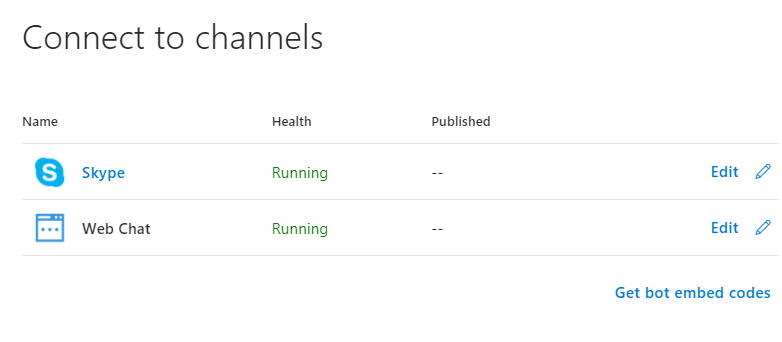 Connect to channels
Name Health Published
Skype Running -- Edit
Web Chat Running -- Edit
Get bot embed codes